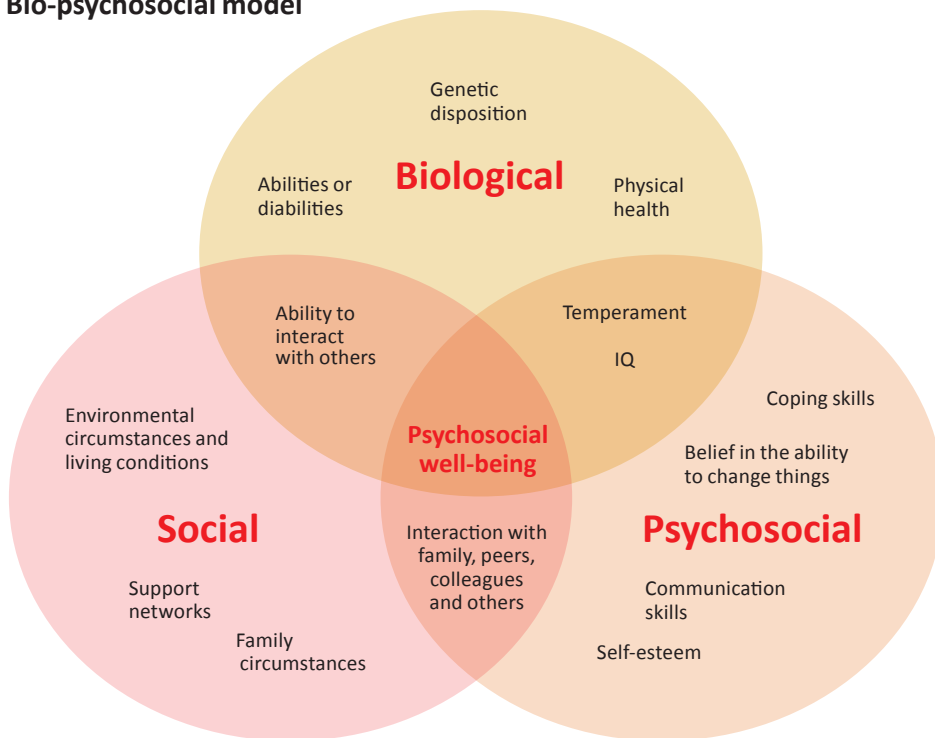 Bio-psychosocial model
Genetic
disposition
Biological
Abilities or
diabilities
Physical
health
Ability to
interact
with others
Temperament
IQ
Environmental
circumstances and
living conditions
Psychosocial
well-being
Coping skills
Belief in the ability
to change things
Social
Interaction with
family, peers,
colleagues
and others
Psychosocial
Support
networks
Family
circumstances
Communication
skills
Self-esteem